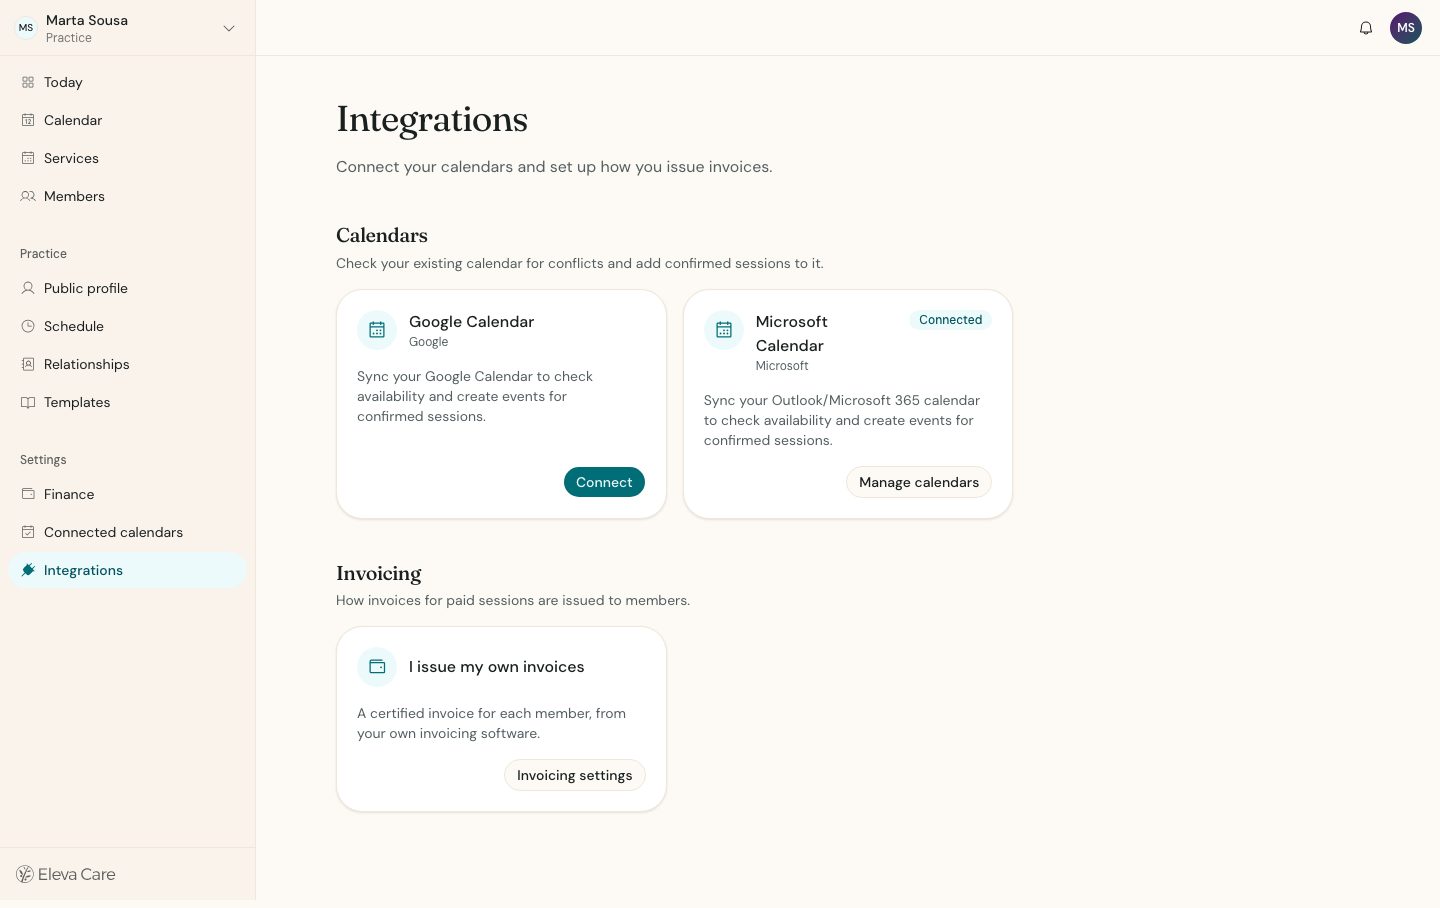 MS
Marta Sousa
Practice
MS
Today
12
Calendar
Services
Members
Practice
Public profile
Schedule
Relationships
Templates
Settings
Finance
Connected calendars
Integrations
Eleva Care
Integrations
Connect your calendars and set up how you issue invoices.
Calendars
Check your existing calendar for conflicts and add confirmed sessions to it.
Google Calendar
Google
Sync your Google Calendar to check
availability and create events for
confirmed sessions.
Connect
Microsoft
Calendar
Connected
Microsoft
Sync your Outlook/Microsoft 365 calendar
to check availability and create events for
confirmed sessions.
Manage calendars
Invoicing
How invoices for paid sessions are issued to members.
I issue my own invoices
A certified invoice for each member, from
your own invoicing software.
Invoicing settings